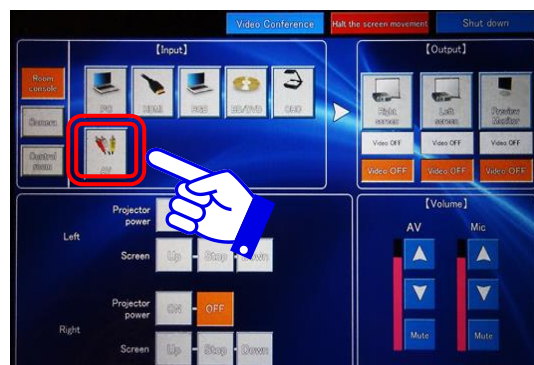 Video Conference
Halt the screen movement
Shut down
【Input】
Room
console
Camera
Control
room
PC
HDMI
RGB
BD/DVD
OHD
AV
【Output】
Right
screen
Left
screen
Preview
Monitor
Video OFF
Video OFF
Video OFF
Video OFF
Video OFF
Video OFF
Left
Projector
power
Screen
Up
Stop
Down
Right
Projector
power
ON
OFF
Screen
Up
Stop
Down
【Volume】
AV
Mic
Mute
Mute